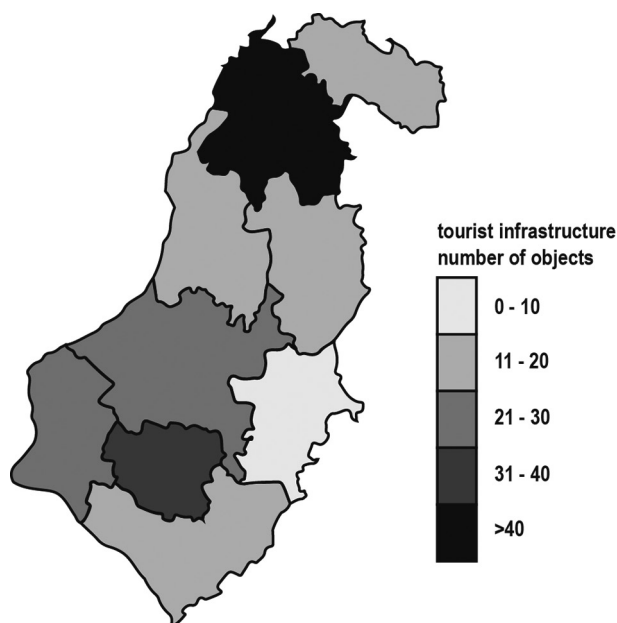 tourist infrastructure
number of objects
0 - 10
11 - 20
21 - 30
31 - 40
>40